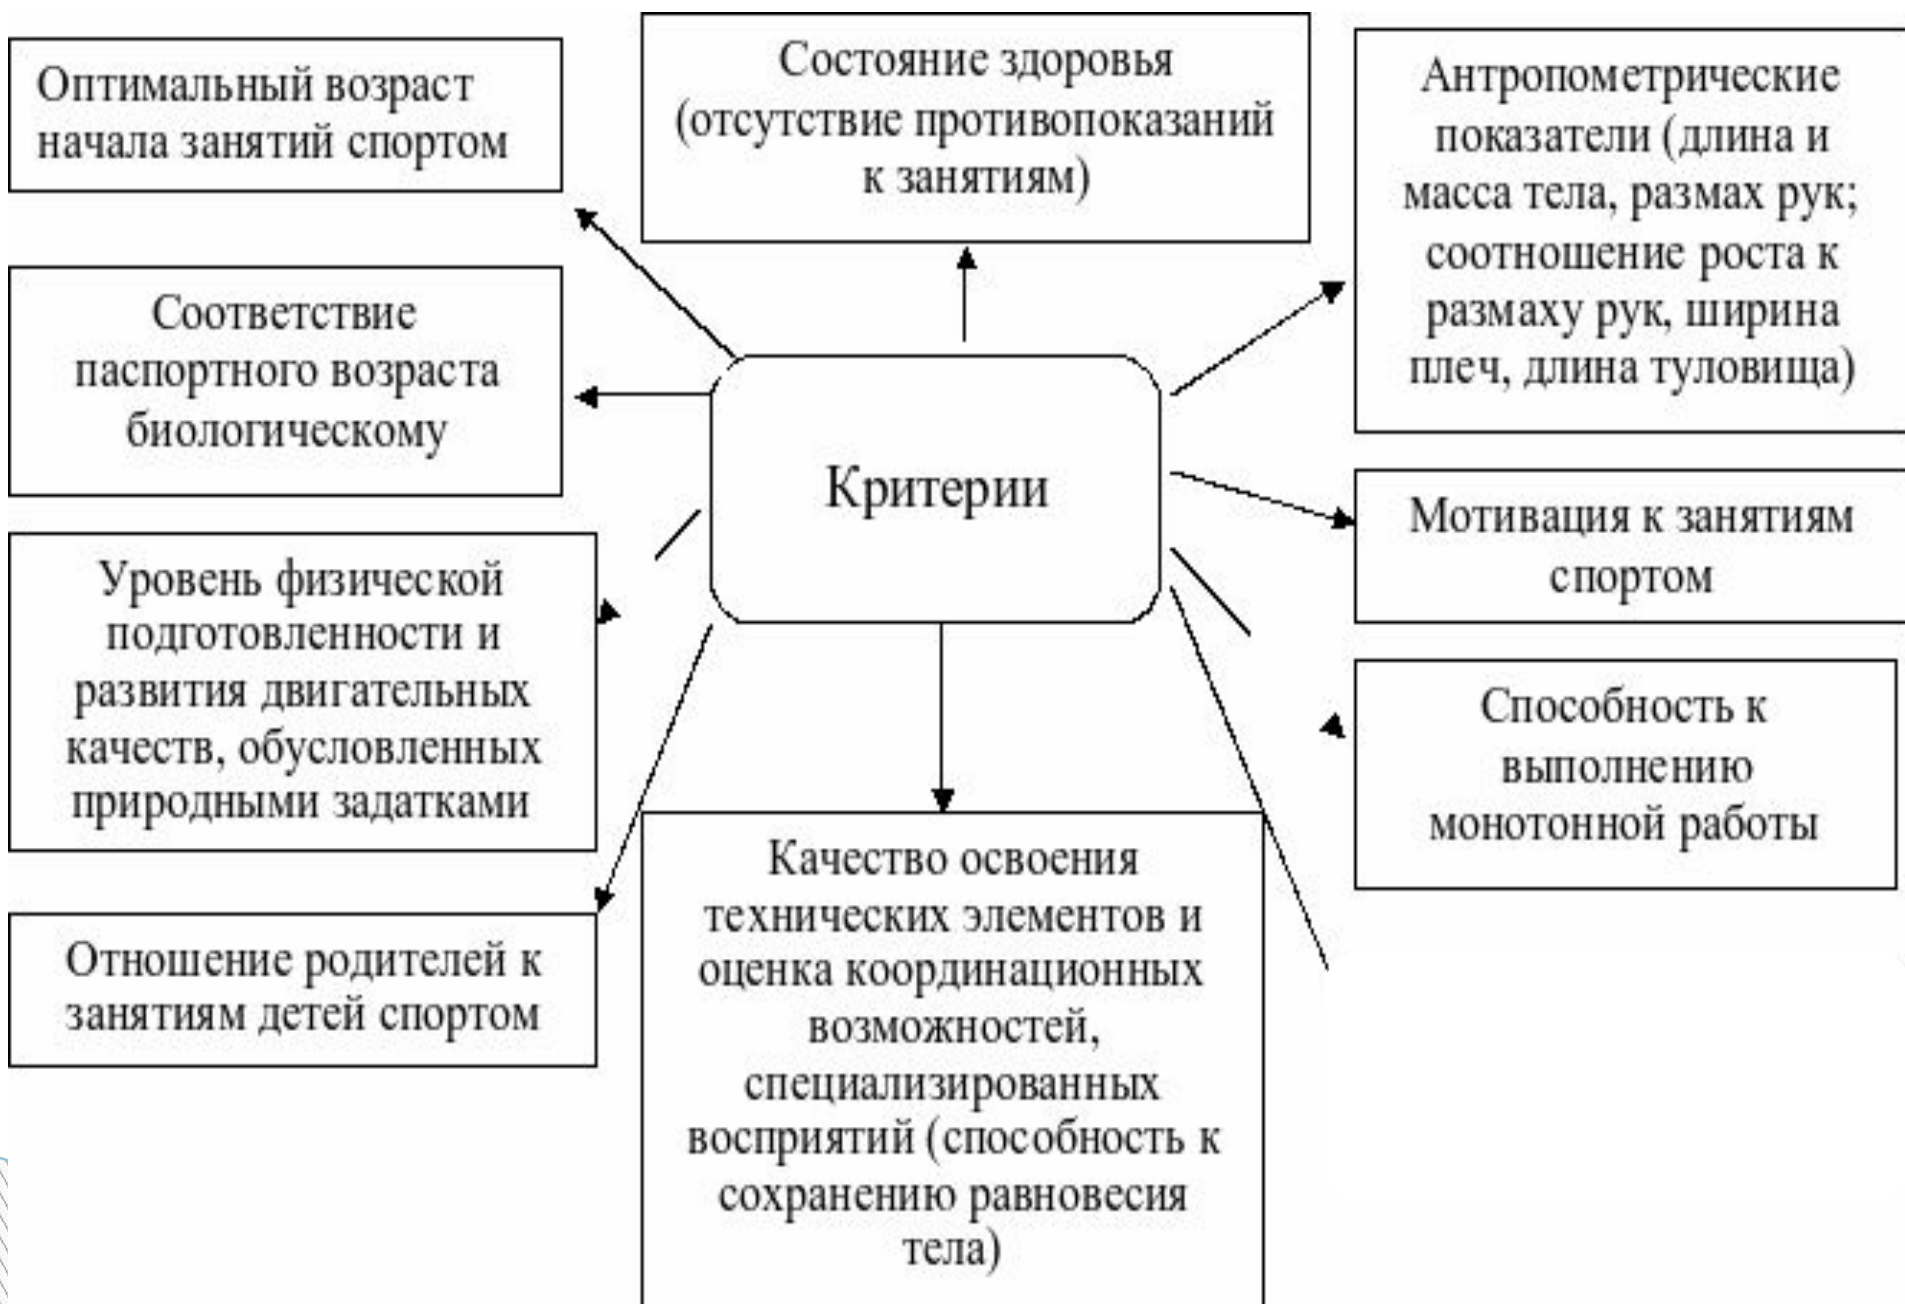 Оптимальный возраст
начала занятий спортом
Состояние здоровья
(отсутствие противопоказаний
к занятиям)
Антропометрические
показатели (длина и
масса тела, размах рук;
соотношение роста к
размаху рук, ширина
плеч, длина туловища)
Соответствие
паспортного возраста
биологическому
Критерии
Мотивация к занятиям
спортом
Уровень физической
подготовленности и
развития двигательных
качеств, обусловленных
природными задатками
Способность к
выполнению
монотонной работы
Отношение родителей к
занятиям детей спортом
Качество освоения
технических элементов и
оценка координационных
возможностей,
специализированных
восприятий (способность к
сохранению равновесия
тела)